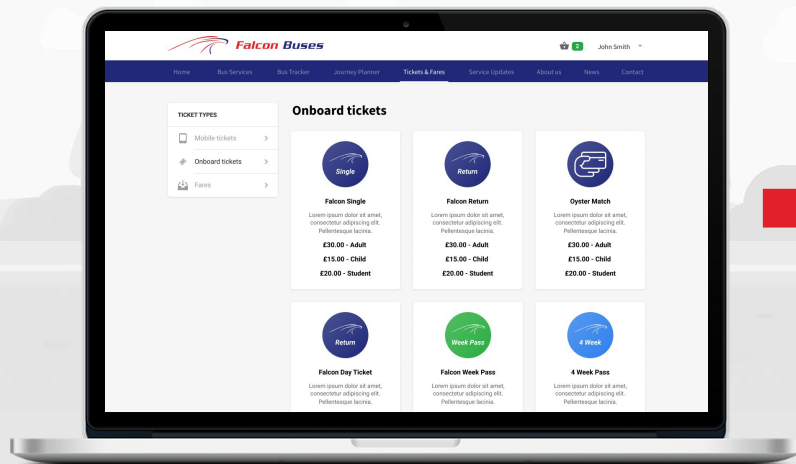 Falcon Buses
2
John Smith
Home Bus Services Bus Tracker Journey Planner Tickets & Fares Service Updates About us News Contact
TICKET TYPES
Mobile tickets
Onboard tickets
Fares
Onboard tickets
Single
Falcon Single
Lorem ipsum dolor sit amet,
consectetur adipiscing elit.
Pellentesque lacinia.
£30.00 - Adult
£15.00 - Child
£20.00 - Student
Return
Falcon Return
Lorem ipsum dolor sit amet,
consectetur adipiscing elit.
Pellentesque lacinia.
£30.00 - Adult
£15.00 - Child
£20.00 - Student
Oyster Match
Lorem ipsum dolor sit amet,
consectetur adipiscing elit.
Pellentesque lacinia.
£30.00 - Adult
£15.00 - Child
£20.00 - Student
Return
Falcon Day Ticket
Lorem ipsum dolor sit amet,
consectetur adipiscing elit.
Pellentesque lacinia.
Week Pass
Falcon Week Pass
Lorem ipsum dolor sit amet,
consectetur adipiscing elit.
Pellentesque lacinia.
4 Week
4 Week Pass
Lorem ipsum dolor sit amet,
consectetur adipiscing elit.
Pellentesque lacinia.